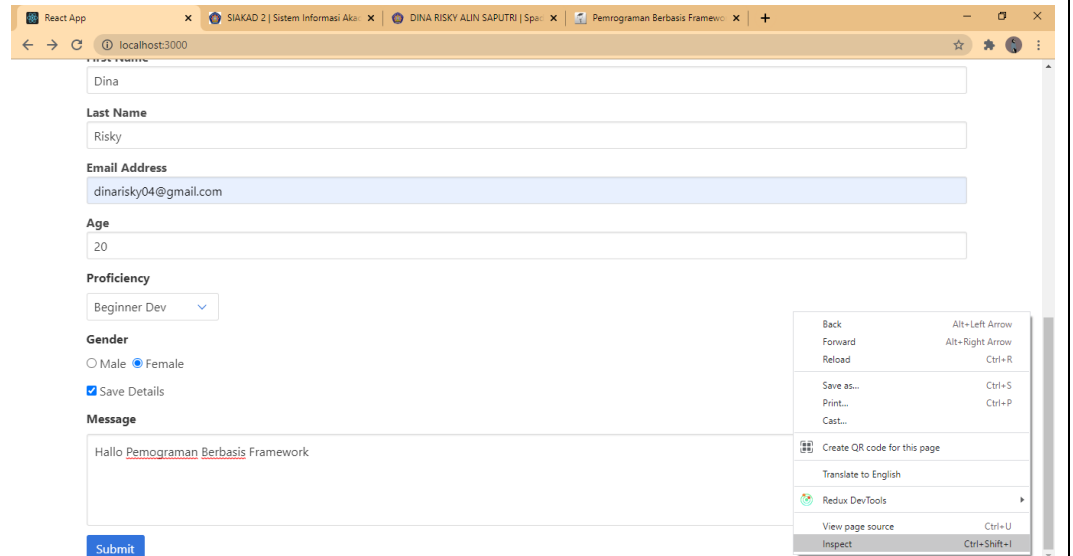 React App
SIAKAD 2 | Sistem Informasi Akac
DINA RISKY ALIN SAPUTRI | Spac
Pemrograman Berbasis Framewo
localhost:3000
First Name
Dina
Last Name
Risky
Email Address
dinarisky04@gmail.com
Age
20
Proficiency
Beginner Dev
Gender
Male Female
Save Details
Message
Hallo Pemograman Berbasis Framework
Submit
Back Alt+Left Arrow
Forward Alt+Right Arrow
Reload Ctrl+R
Save as... Ctrl+S
Print... Ctrl+P
Cast...
Create QR code for this page
Translate to English
Redux DevTools
View page source Ctrl+U
Inspect Ctrl+Shift+I